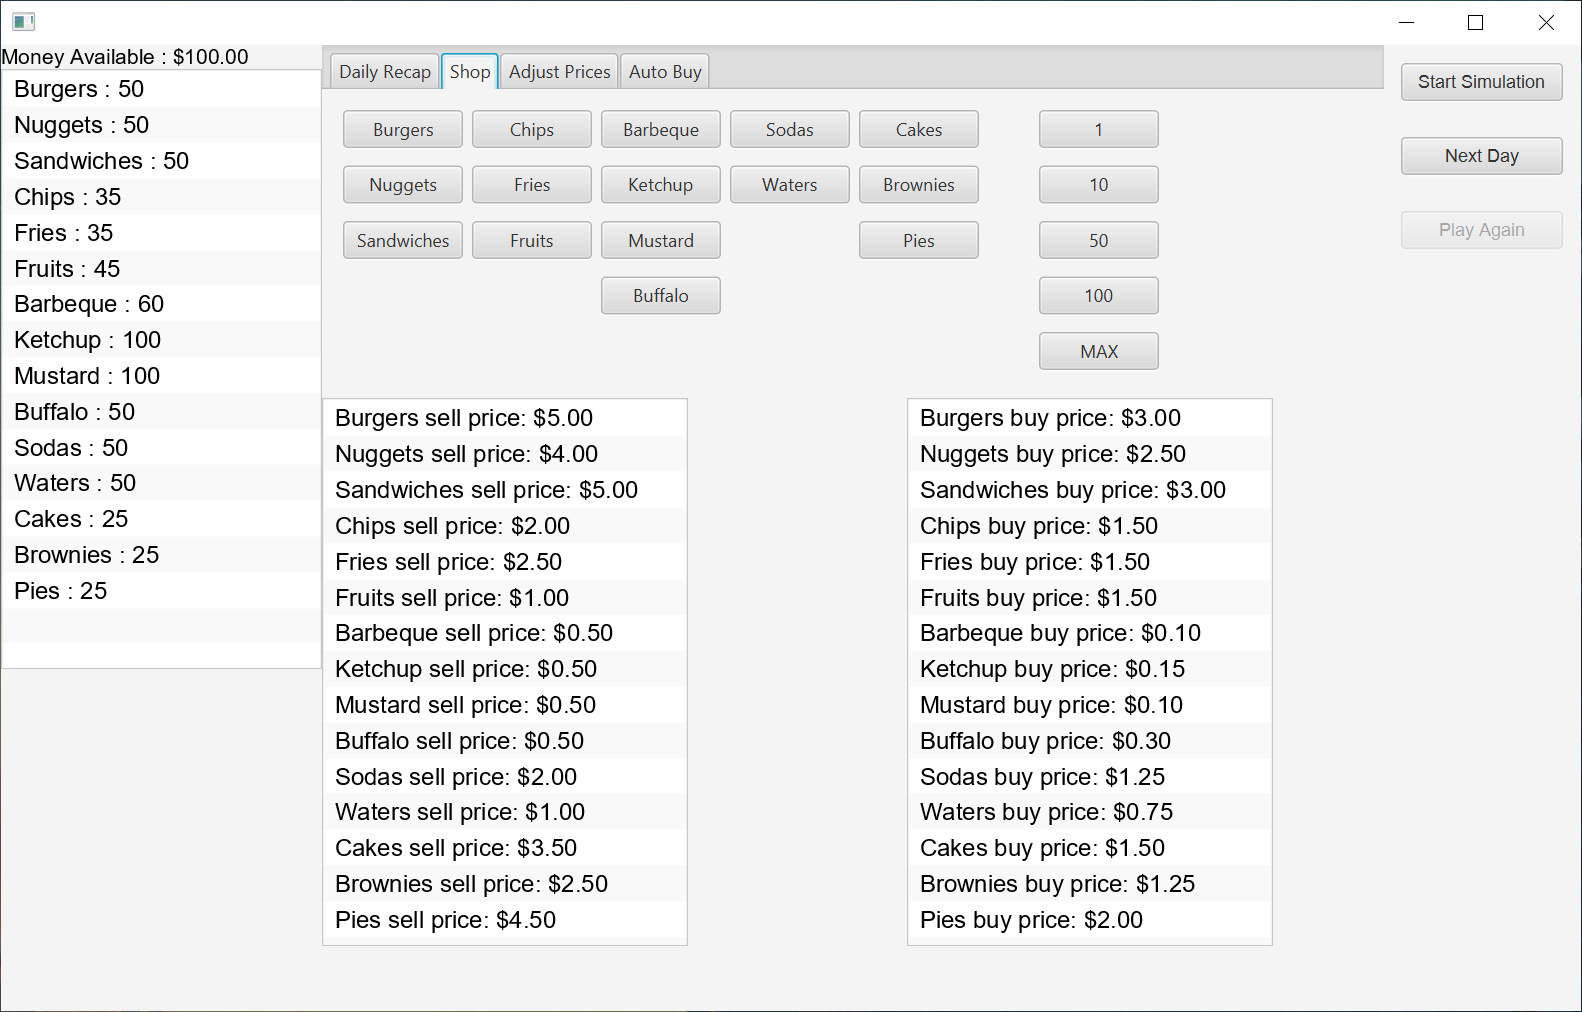 Money Available : $100.00
Burgers : 50
Nuggets : 50
Sandwiches : 50
Chips : 35
Fries : 35
Fruits : 45
Barbeque : 60
Ketchup : 100
Mustard : 100
Buffalo : 50
Sodas : 50
Waters : 50
Cakes : 25
Brownies : 25
Pies : 25
Daily Recap Shop Adjust Prices Auto Buy
Burgers Chips Barbeque Sodas Cakes 1
Nuggets Fries Ketchup Waters Brownies 10
Sandwiches Fruits Mustard Pies 50
Buffalo 100
MAX
Burgers sell price: $5.00
Nuggets sell price: $4.00
Sandwiches sell price: $5.00
Chips sell price: $2.00
Fries sell price: $2.50
Fruits sell price: $1.00
Barbeque sell price: $0.50
Ketchup sell price: $0.50
Mustard sell price: $0.50
Buffalo sell price: $0.50
Sodas sell price: $2.00
Waters sell price: $1.00
Cakes sell price: $3.50
Brownies sell price: $2.50
Pies sell price: $4.50
Burgers buy price: $3.00
Nuggets buy price: $2.50
Sandwiches buy price: $3.00
Chips buy price: $1.50
Fries buy price: $1.50
Fruits buy price: $1.50
Barbeque buy price: $0.10
Ketchup buy price: $0.15
Mustard buy price: $0.10
Buffalo buy price: $0.30
Sodas buy price: $1.25
Waters buy price: $0.75
Cakes buy price: $1.50
Brownies buy price: $1.25
Pies buy price: $2.00
Start Simulation
Next Day
Play Again